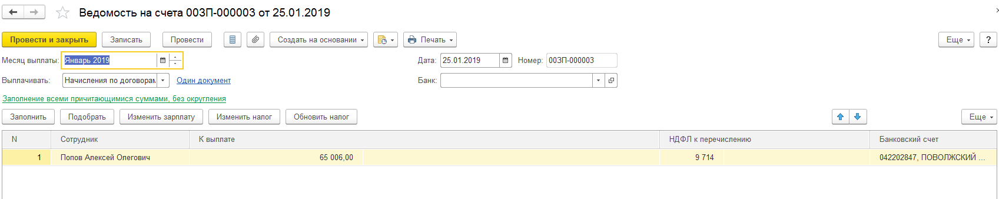 Ведомость на счета 00ЗП-000003 от 25.01.2019
Провести и закрыть Записать Провести Создать на основании Печать Еще ?
Месяц выплаты: Январь 2019 Дата: 25.01.2019 Номер: 00ЗП-000003
Выплачивать: Начисления по договорам Один документ Банк:
Заполнение всеми причитающимися суммами, без округления
Заполнить Подобрать Изменить зарплату Изменить налог Обновить налог Еще
N Сотрудник К выплате НДФЛ к перечислению Банковский счет
1 Попов Алексей Олегович 65 006,00 9 714 042202847, ПОВОЛЖСКИЙ ...